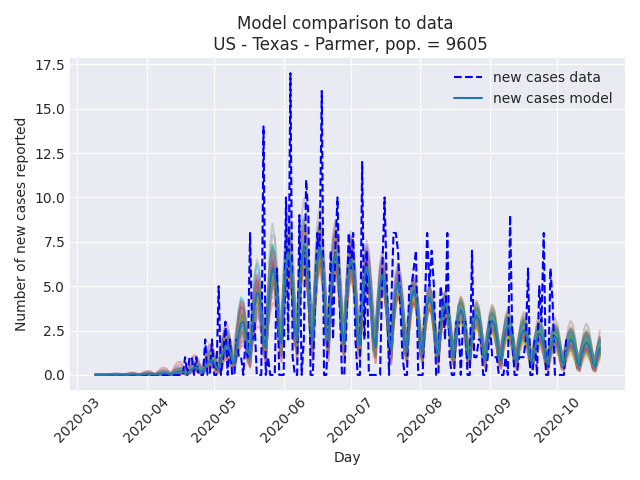 Model comparison to data
US - Texas - Parmer, pop. = 9605
new cases data
new cases model
Number of new cases reported
17.5
15.0
12.5
10.0
7.5
5.0
2.5
0.0
2020-03
2020-04
2020-05
2020-06
2020-07
2020-08
2020-09
2020-10
Day